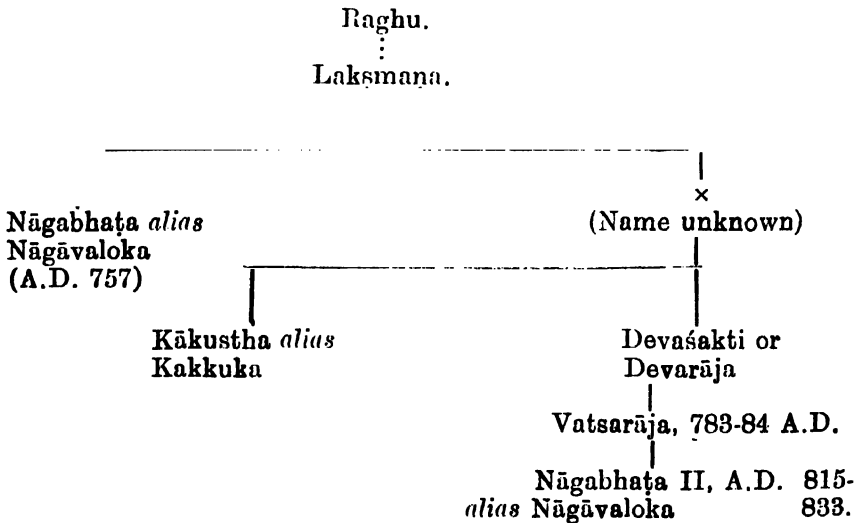 Raghu.
Lakṣmaṇa.
×
Nāgabhaṭa alias
Nāgāvaloka
(A.D. 757)
(Name unknown)
Kākustha alias
Kakkuka
Devaśakti or
Devarāja
Vatsarāja, 783-84 A.D.
Nāgabhaṭa II, A.D. 815-
alias Nāgāvaloka 833.